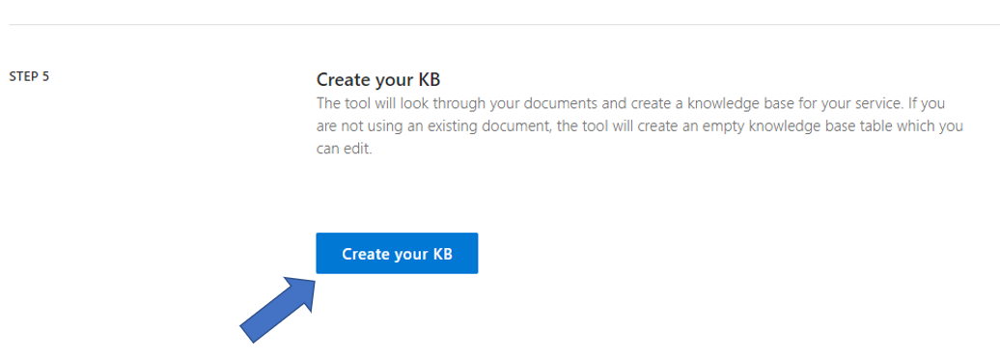 STEP 5
Create your KB
The tool will look through your documents and create a knowledge base for your service. If you
are not using an existing document, the tool will create an empty knowledge base table which you
can edit.
Create your KB